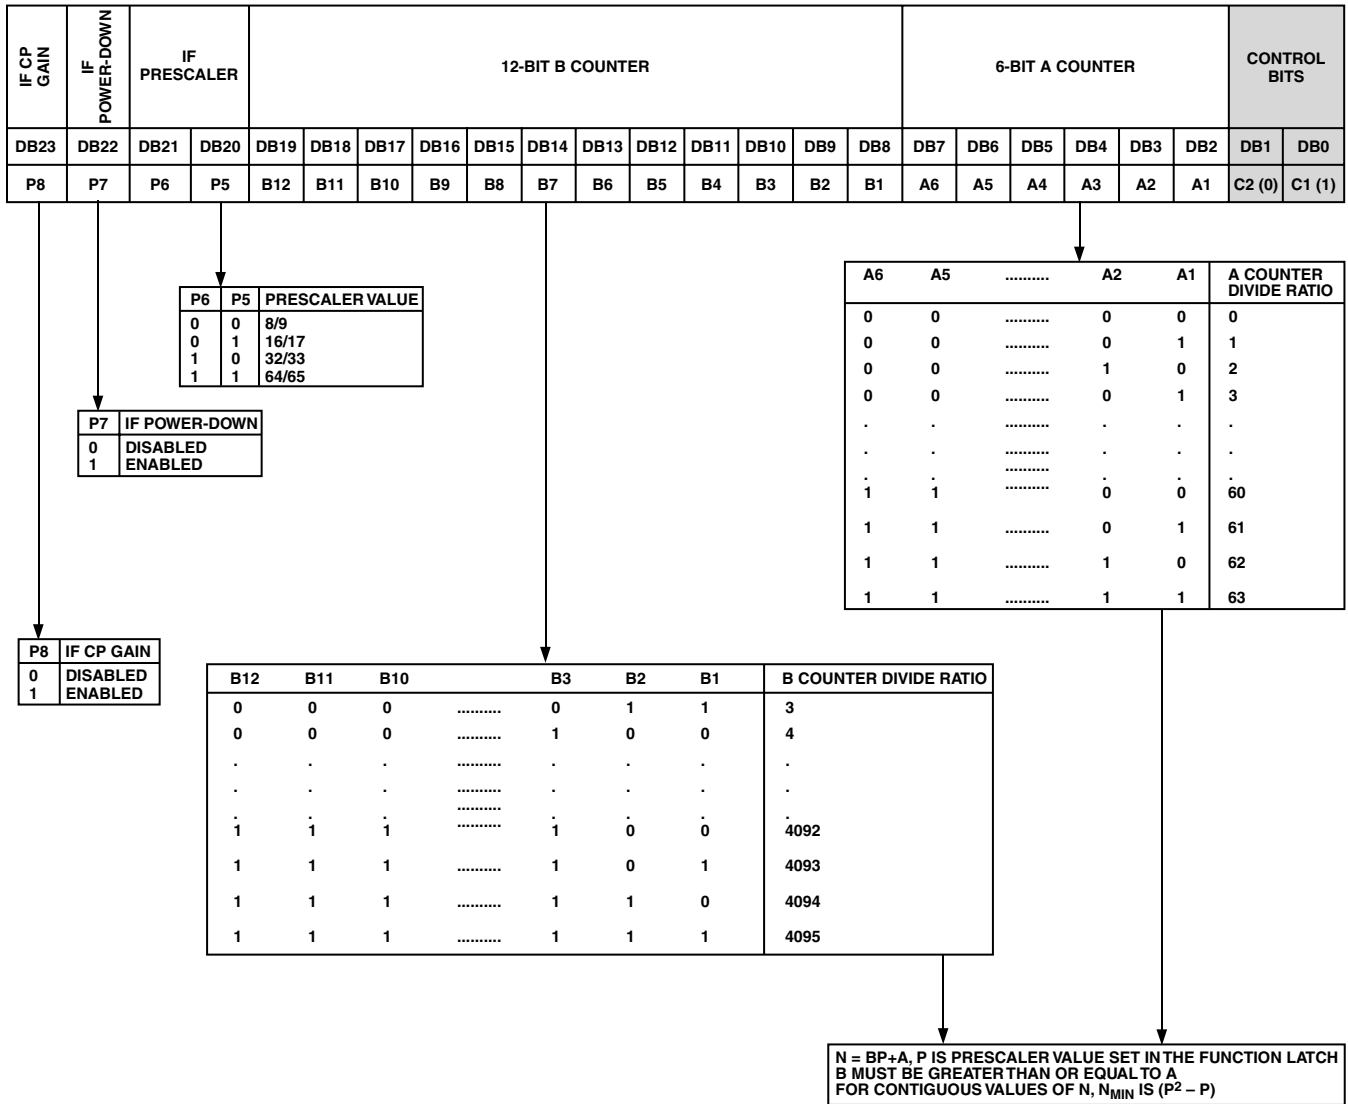 IF CP GAIN
IF POWER-DOWN
IF PRESCALER
12-BIT B COUNTER
6-BIT A COUNTER
CONTROL BITS
DB23 DB22 DB21 DB20 DB19 DB18 DB17 DB16 DB15 DB14 DB13 DB12 DB11 DB10 DB9 DB8 DB7 DB6 DB5 DB4 DB3 DB2 DB1 DB0
P8 P7 P6 P5 B12 B11 B10 B9 B8 B7 B6 B5 B4 B3 B2 B1 A6 A5 A4 A3 A2 A1 C2 (0) C1 (1)
P6 P5 PRESCALER VALUE
0 0 8/9
0 1 16/17
1 0 32/33
1 1 64/65
P7 IF POWER-DOWN
0 DISABLED
1 ENABLED
P8 IF CP GAIN
0 DISABLED
1 ENABLED
A6 A5 .......... A2 A1 A COUNTER DIVIDE RATIO
0 0 .......... 0 0 0
0 0 .......... 0 1 1
0 0 .......... 1 0 2
0 0 .......... 0 1 3
. . .......... . . .
. . .......... . . .
..........
. . . . .
1 1 .......... 0 0 60
1 1 .......... 0 1 61
1 1 .......... 1 0 62
1 1 .......... 1 1 63
B12 B11 B10 B3 B2 B1 B COUNTER DIVIDE RATIO
0 0 0 .......... 0 1 1 3
0 0 0 .......... 1 0 0 4
. . . .......... . . . .
. . . .......... . . . .
..........
. . . . . . .
1 1 1 .......... 1 0 0 4092
1 1 1 .......... 1 0 1 4093
1 1 1 .......... 1 1 0 4094
1 1 1 .......... 1 1 1 4095
N = BP+A, P IS PRESCALER VALUE SET IN THE FUNCTION LATCH
B MUST BE GREATER THAN OR EQUAL TO A
FOR CONTIGUOUS VALUES OF N, NMIN IS (P² – P)